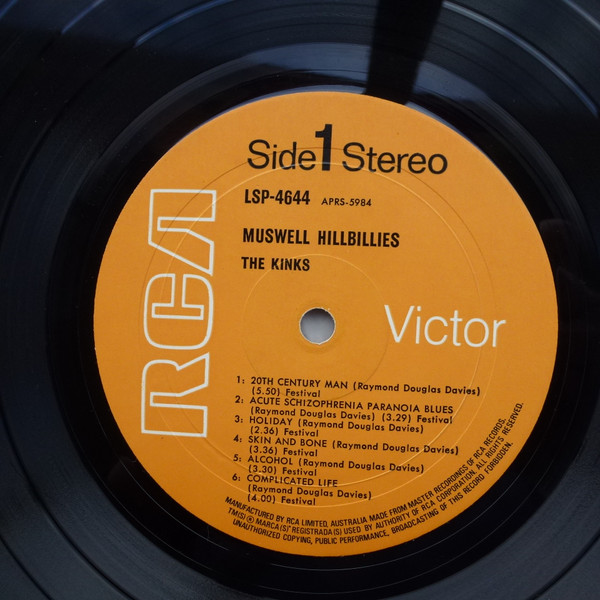 Side 1 Stereo
LSP-4644 APRS-5984
MUSWELL HILLBILLIES
THE KINKS
RCA
Victor
1: 20TH CENTURY MAN (Raymond Douglas Davies)
(5.50) Festival
2: ACUTE SCHIZOPHRENIA PARANOIA BLUES
(Raymond Douglas Davies) (3.29) Festival
3: HOLIDAY (Raymond Douglas Davies)
(2.36) Festival
4: SKIN AND BONE (Raymond Douglas Davies)
(3.36) Festival
5: ALCOHOL (Raymond Douglas Davies)
(3.30) Festival
6: COMPLICATED LIFE
(Raymond Douglas Davies)
(4.00) Festival
MANUFACTURED BY RCA LIMITED, AUSTRALIA MADE FROM MASTER RECORDINGS OF RCA RECORDS.
TM(S) ® MARCA(S) REGISTRADA(S) USED BY AUTHORITY OF RCA CORPORATION. ALL RIGHTS RESERVED.
UNAUTHORIZED COPYING, PUBLIC PERFORMANCE, BROADCASTING OF THIS RECORD FORBIDDEN.